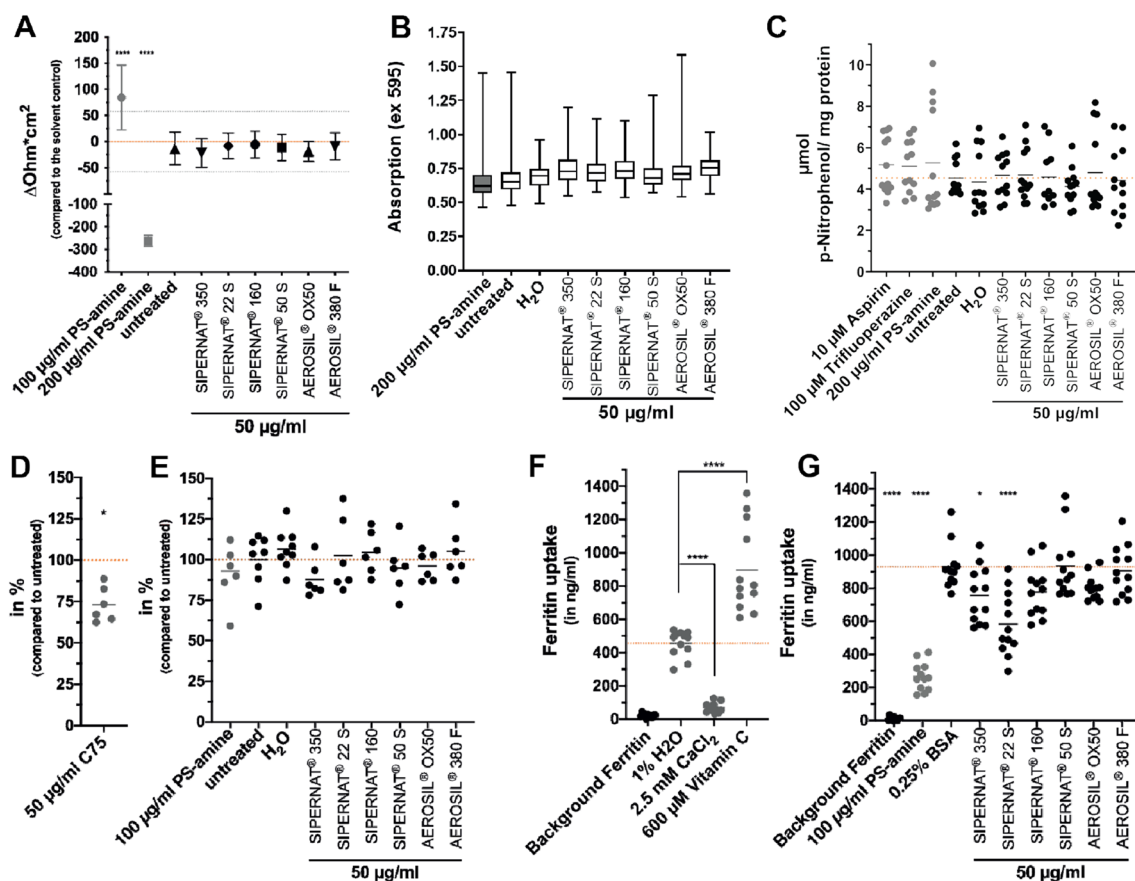 A
ΔOhm*cm2
(compared to the solvent control)
200
150
100
50
0
-50
-100
-200
-300
-400
**** ****
100 µg/ml PS-amine
200 µg/ml PS-amine
untreated
SIPERNAT® 350
SIPERNAT® 22 S
SIPERNAT® 160
SIPERNAT® 50 S
AEROSIL® OX50
AEROSIL® 380 F
50 µg/ml
B
Absorption (ex 595)
1.75
1.50
1.25
1.00
0.75
0.50
0.25
0.00
200 µg/ml PS-amine
untreated
H2O
SIPERNAT® 350
SIPERNAT® 22 S
SIPERNAT® 160
SIPERNAT® 50 S
AEROSIL® OX50
AEROSIL® 380 F
50 µg/ml
C
µmol
p-Nitrophenol/ mg protein
10
8
6
4
2
0
10 µM Aspirin
100 µM Trifluoperazine
200 µg/ml PS-amine
untreated
H2O
SIPERNAT® 350
SIPERNAT® 22 S
SIPERNAT® 160
SIPERNAT® 50 S
AEROSIL® OX50
AEROSIL® 380 F
50 µg/ml
D
in %
(compared to untreated)
150
125
100
75
50
25
0
*
50 µg/ml C75
E
in %
(compared to untreated)
150
125
100
75
50
25
0
100 µg/ml PS-amine
untreated
H2O
SIPERNAT® 350
SIPERNAT® 22 S
SIPERNAT® 160
SIPERNAT® 50 S
AEROSIL® OX50
AEROSIL® 380 F
50 µg/ml
F
Ferritin uptake
(in ng/ml)
1400
1200
1000
800
600
400
200
0
****
****
Background Ferritin
1% H2O
2.5 mM CaCl2
600 µM Vitamin C
G
Ferritin uptake
(in ng/ml)
1400
1200
1000
800
600
400
200
0
**** **** * ****
Background Ferritin
100 µg/ml PS-amine
0.25% BSA
SIPERNAT® 350
SIPERNAT® 22 S
SIPERNAT® 160
SIPERNAT® 50 S
AEROSIL® OX50
AEROSIL® 380 F
50 µg/ml